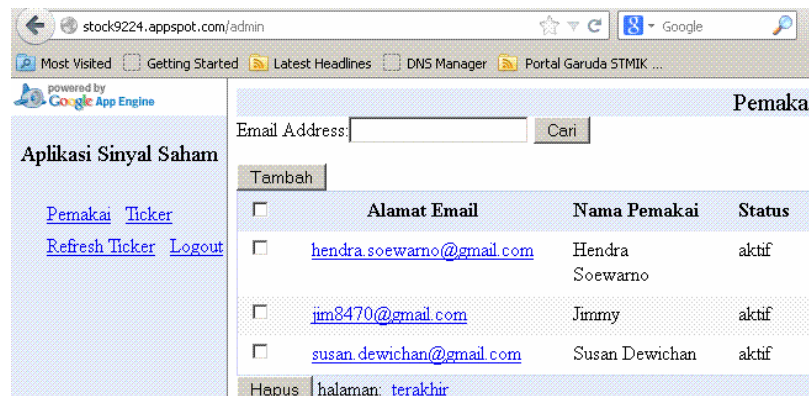 stock9224.appspot.com/admin
Google
Most Visited Getting Started Latest Headlines DNS Manager Portal Garuda STMIK ...
powered by
Google App Engine
Pemaka
Email Address: Cari
Aplikasi Sinyal Saham
Tambah
Alamat Email Nama Pemakai Status
Pemakai Ticker
Refresh Ticker Logout
hendra.soewarno@gmail.com Hendra Soewarno aktif
jim8470@gmail.com Jimmy aktif
susan.dewichan@gmail.com Susan Dewichan aktif
Hapus halaman: terakhir